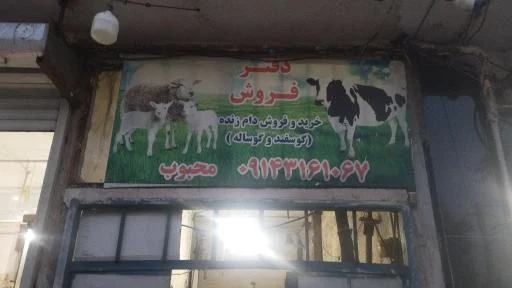 دفتر
فروش
خرید و فروش دام زنده
(گوسفند و گوساله)
۰۹۱۴۳۱۶۱۰۶۷ محبوب